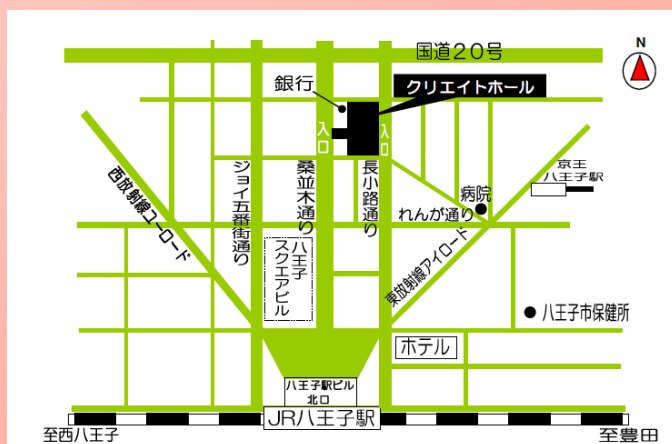 国道20号
N
銀行
クリエイトホール
入口
入口
京王
八王子駅
西放射線ユーロード
ジョイ五番街通り
桑並木通り
長小路通り
病院
れんが通り
八王子
スクエアビル
東放射線アイロード
八王子市保健所
ホテル
八王子駅ビル
北口
JR八王子駅
至西八王子
至豊田